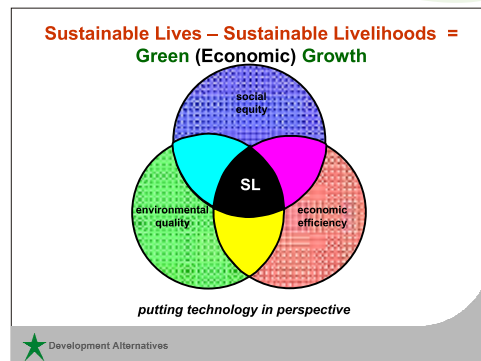 Sustainable Lives – Sustainable Livelihoods =
Green (Economic) Growth
social
equity
SL
environmental
quality
economic
efficiency
putting technology in perspective
Development Alternatives